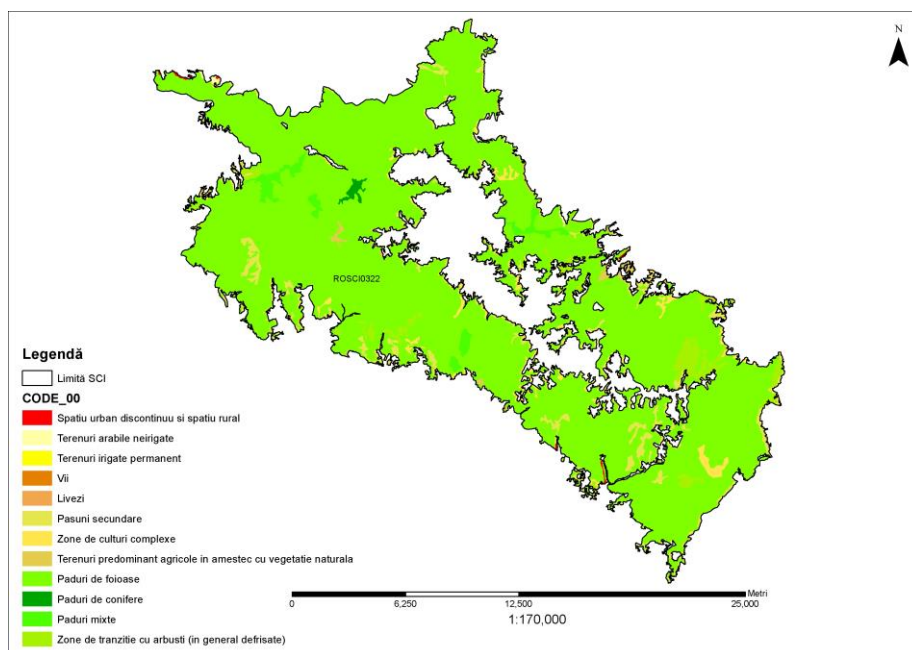 N
ROSCI0322
Legendă
Limită SCI
CODE_00
Spatiu urban discontinuu si spatiu rural
Terenuri arabile neirigate
Terenuri irigate permanent
Vii
Livezi
Pasuni secundare
Zone de culturi complexe
Terenuri predominant agricole in amestec cu vegetatie naturala
Paduri de foioase
Paduri de conifere
Paduri mixte
Zone de tranzitie cu arbusti (in general defrisate)
Metri
0 6,250 12,500 25,000
1:170,000